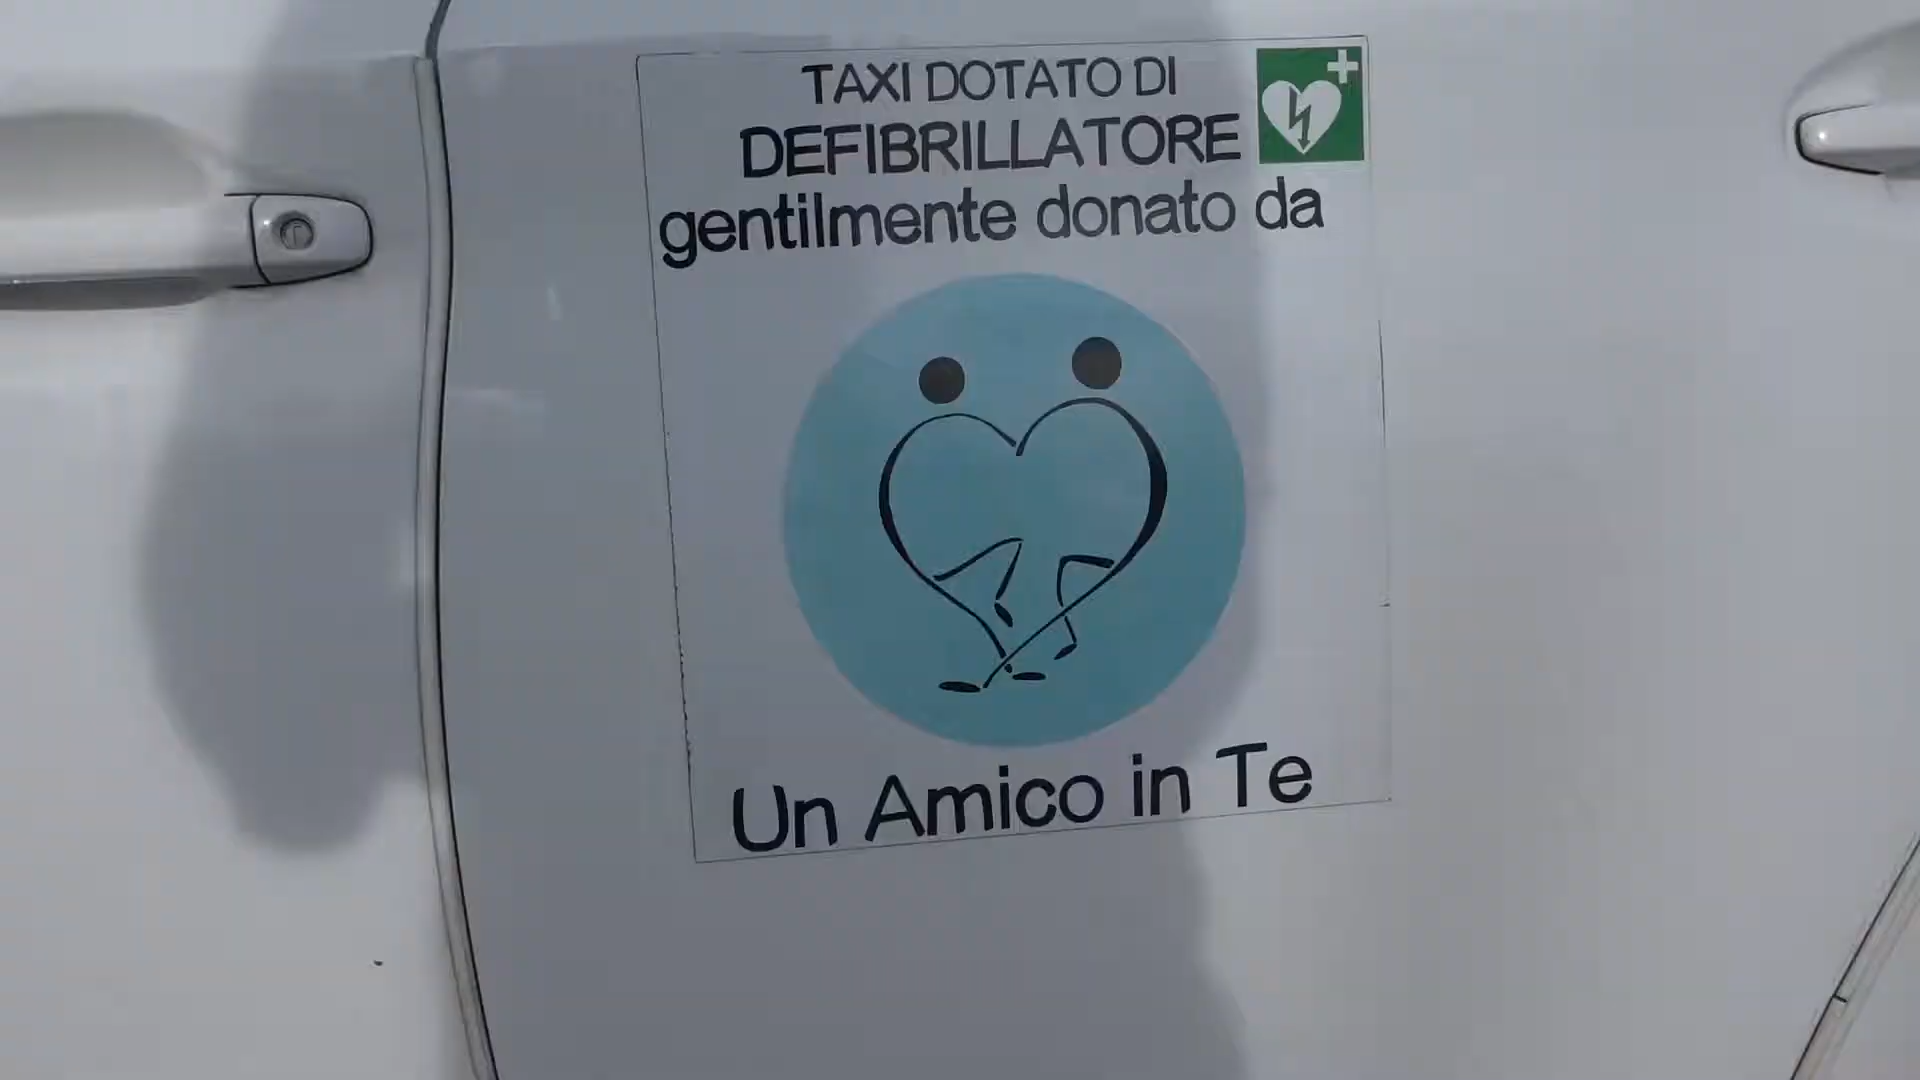 TAXI DOTATO DI
DEFIBRILLATORE
gentilmente donato da
Un Amico in Te